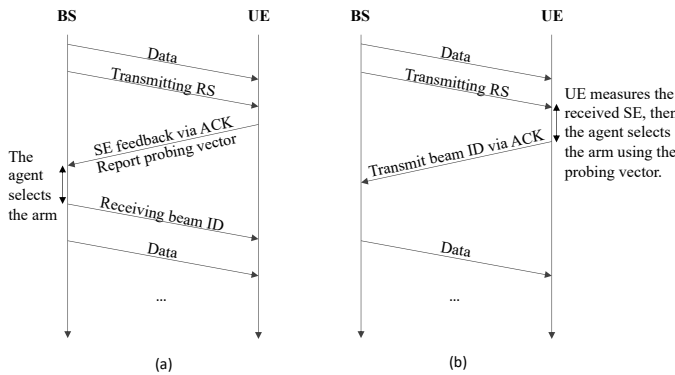 BS
UE
Data
Transmitting RS
SE feedback via ACK
Report probing vector
The
agent
selects
the arm
Receiving beam ID
Data
...
(a)
BS
UE
Data
Transmitting RS
UE measures the
received SE, then
the agent selects
the arm using the
probing vector.
Transmit beam ID via ACK
Data
...
(b)